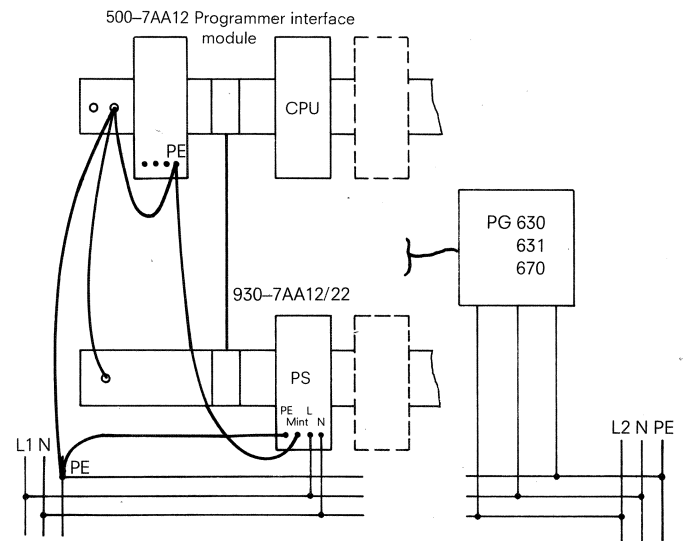 500–7AA12 Programmer interface
module
CPU
PE
PG 630
631
670
930–7AA12/22
PS
PE L
Mint N
L1 N
PE
L2 N PE